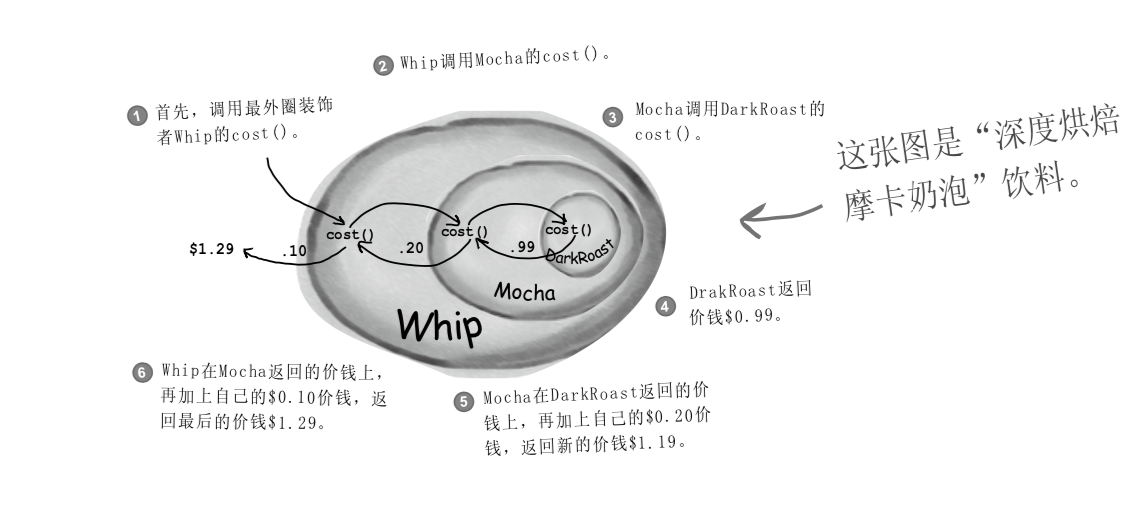 2 Whip调用Mocha的cost()。
1 首先，调用最外圈装饰
者Whip的cost()。
3 Mocha调用DarkRoast的
cost()。
这张图是“深度烘焙
摩卡奶泡”饮料。
cost()
cost()
cost()
$1.29
.10
.20
.99
DarkRoast
Mocha
Whip
4 DrakRoast返回
价钱$0.99。
6 Whip在Mocha返回的价钱上，
再加上自己的$0.10价钱，返
回最后的价钱$1.29。
5 Mocha在DarkRoast返回的价
钱上，再加上自己的$0.20价
钱，返回新的价钱$1.19。